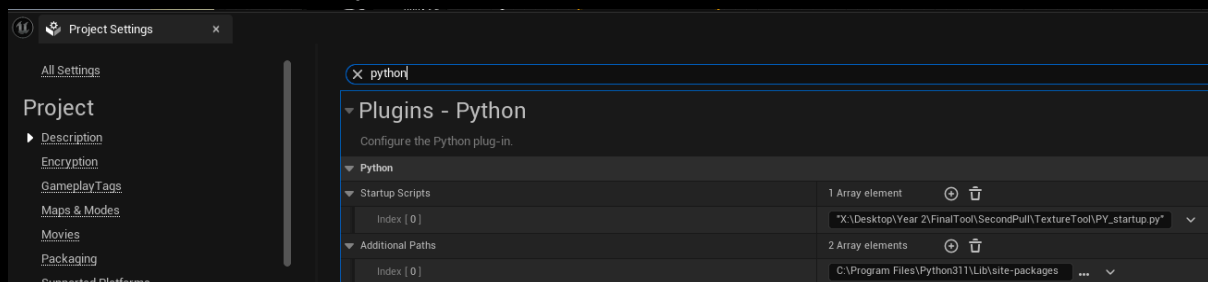 Project Settings
All Settings
python
Project
Plugins - Python
Description
Configure the Python plug-in.
Encryption
Python
GameplayTags
Startup Scripts 1 Array element
Maps & Modes
Index [ 0 ] "X:\Desktop\Year 2\FinalTool\SecondPull\TextureTool\PY_startup.py"
Movies
Additional Paths 2 Array elements
Packaging
Index [ 0 ] C:\Program Files\Python311\Lib\site-packages ...